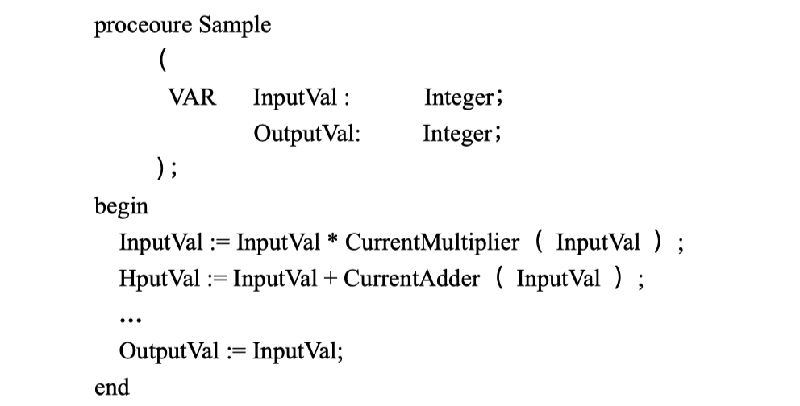 proceoure Sample
(
VAR InputVal : Integer;
OutputVal: Integer;
) ;
begin
InputVal := InputVal * CurrentMultiplier ( InputVal ) ;
HputVal := InputVal + CurrentAdder ( InputVal ) ;
...
OutputVal := InputVal;
end